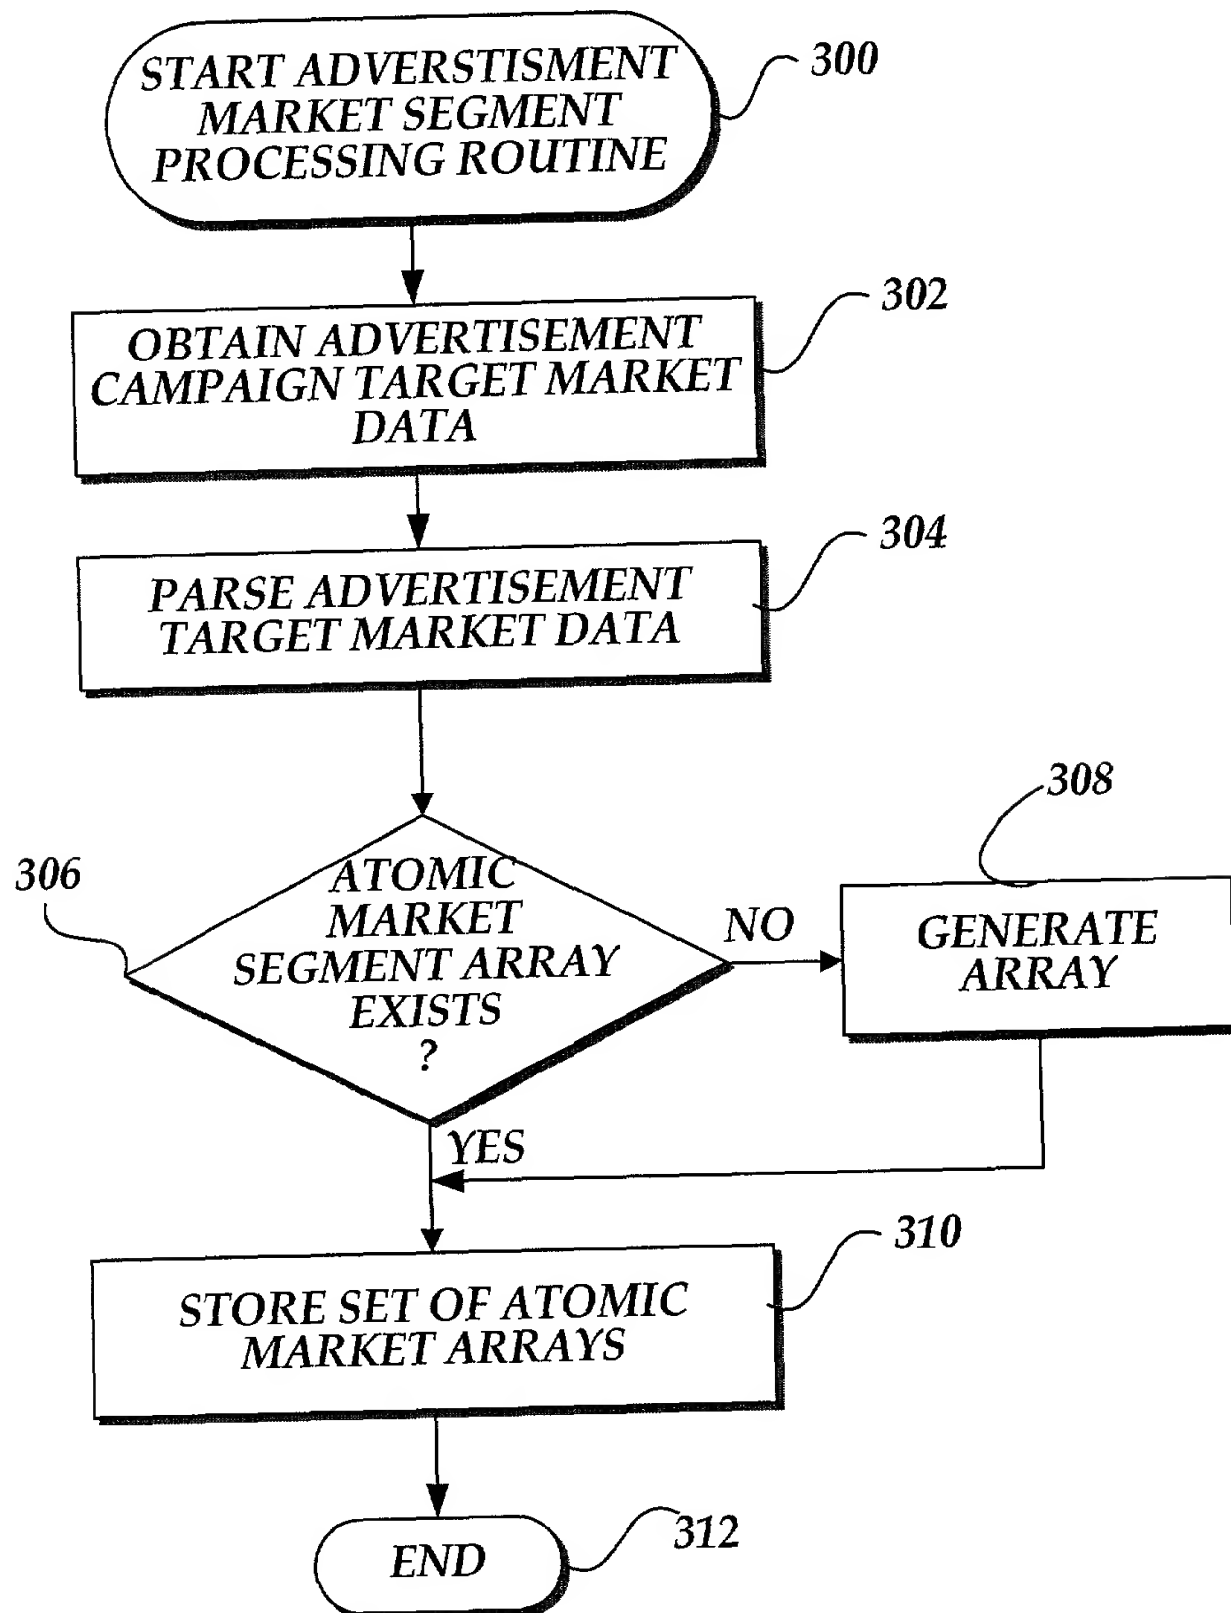 START ADVERSTISMENT
MARKET SEGMENT
PROCESSING ROUTINE
300
OBTAIN ADVERTISEMENT
CAMPAIGN TARGET MARKET
DATA
302
PARSE ADVERTISEMENT
TARGET MARKET DATA
304
306
ATOMIC
MARKET
SEGMENT ARRAY
EXISTS
?
NO
308
GENERATE
ARRAY
YES
STORE SET OF ATOMIC
MARKET ARRAYS
310
END
312